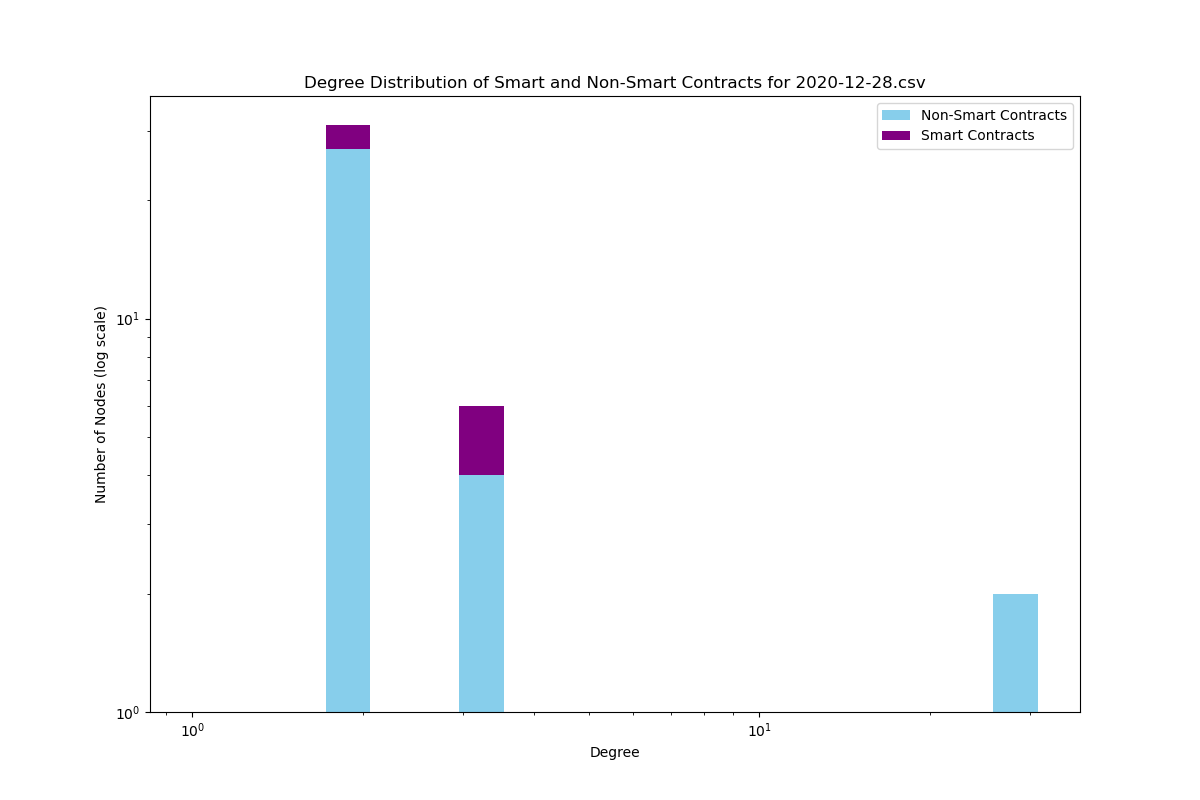 Degree Distribution of Smart and Non-Smart Contracts for 2020-12-28.csv
Non-Smart Contracts
Smart Contracts
Number of Nodes (log scale)
10¹
10⁰
10⁰ 10¹
Degree